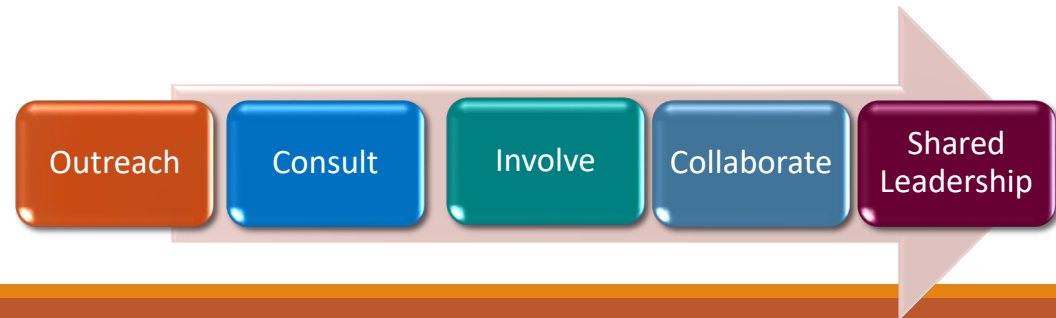 Outreach
Consult
Involve
Collaborate
Shared
Leadership